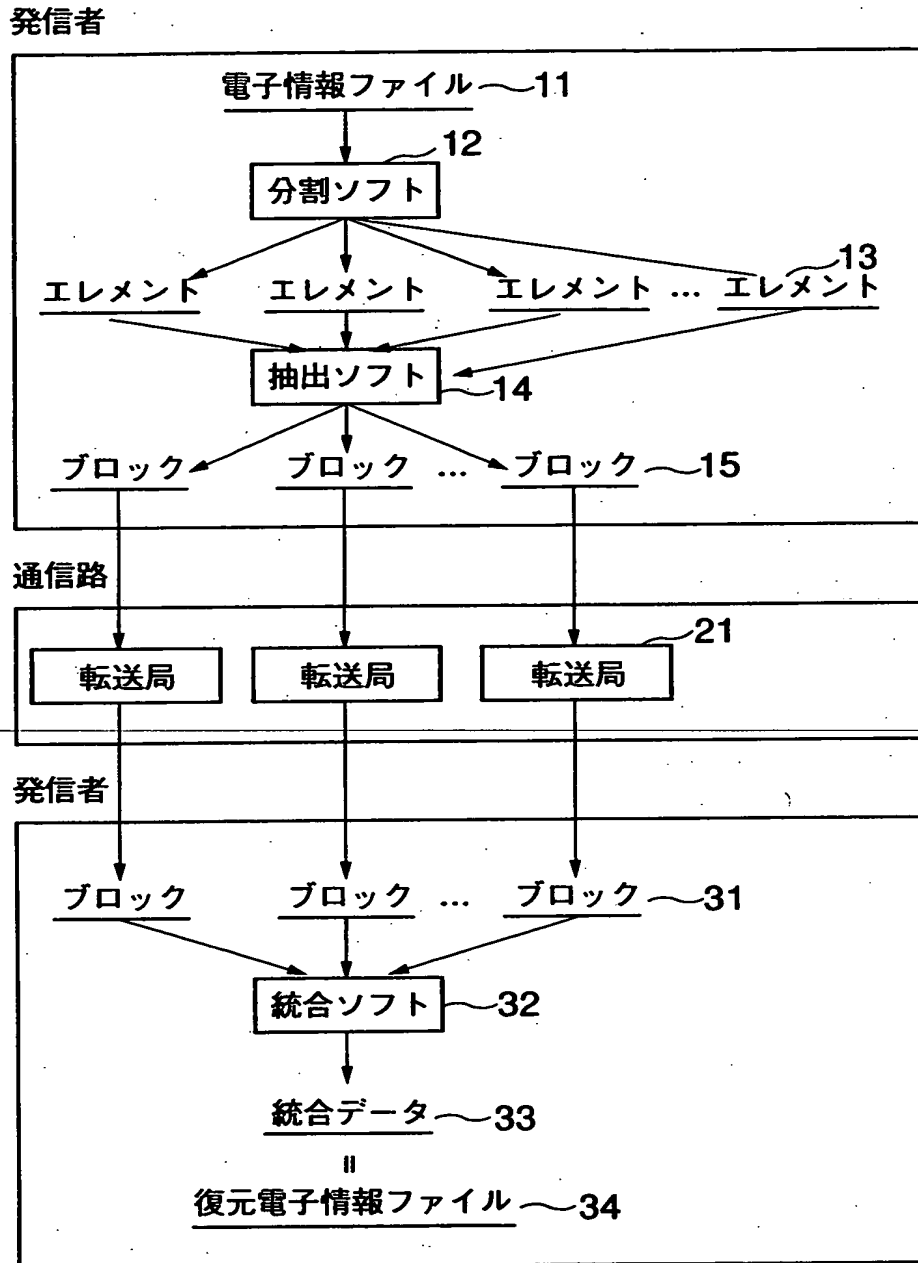 発信者
電子情報ファイル 11
12
分割ソフト
13
エレメント エレメント エレメント ... エレメント
抽出ソフト
14
ブロック ブロック ... ブロック 15
通信路
21
転送局 転送局 転送局
発信者
ブロック ブロック ... ブロック 31
統合ソフト 32
統合データ 33
=
復元電子情報ファイル 34